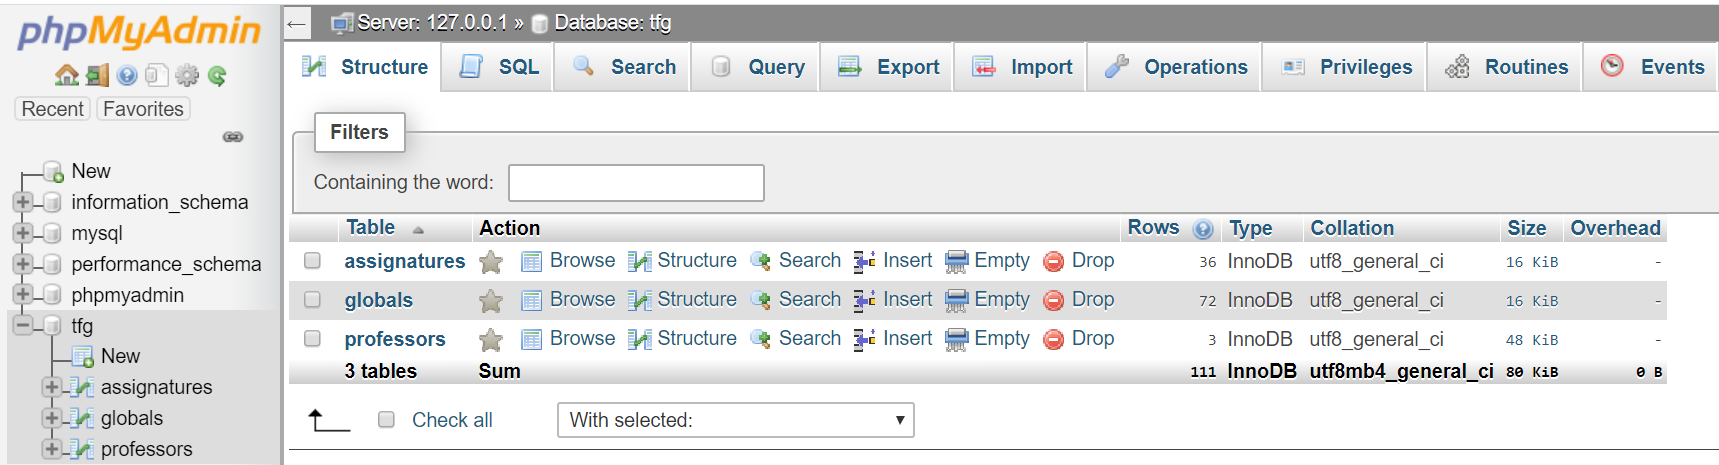 phpMyAdmin
Recent Favorites
New
information_schema
mysql
performance_schema
phpmyadmin
tfg
New
assignatures
globals
professors
← Server: 127.0.0.1 » Database: tfg
Structure SQL Search Query Export Import Operations Privileges Routines Events
Filters
Containing the word:
Table Action Rows Type Collation Size Overhead
assignatures Browse Structure Search Insert Empty Drop 36 InnoDB utf8_general_ci 16 KiB -
globals Browse Structure Search Insert Empty Drop 72 InnoDB utf8_general_ci 16 KiB -
professors Browse Structure Search Insert Empty Drop 3 InnoDB utf8_general_ci 48 KiB -
3 tables Sum 111 InnoDB utf8mb4_general_ci 80 KiB 0 B
Check all With selected: